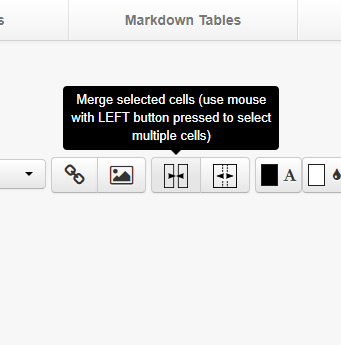 s
Markdown Tables
Merge selected cells (use mouse
with LEFT button pressed to select
multiple cells)
A